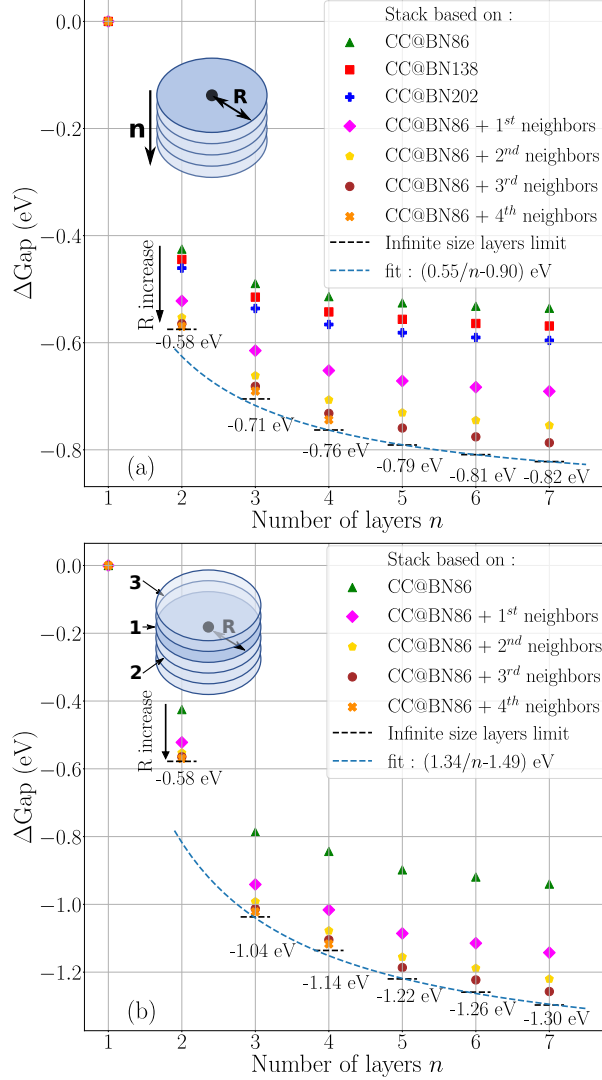 Stack based on :
CC@BN86
CC@BN138
CC@BN202
CC@BN86 + 1st neighbors
CC@BN86 + 2nd neighbors
CC@BN86 + 3rd neighbors
CC@BN86 + 4th neighbors
Infinite size layers limit
fit : (0.55/n-0.90) eV
R
n
R increase
0.0
−0.2
−0.4
−0.6
−0.8
ΔGap (eV)
-0.58 eV
-0.71 eV
-0.76 eV
-0.79 eV
-0.81 eV
-0.82 eV
(a)
1 2 3 4 5 6 7
Number of layers n
Stack based on :
CC@BN86
CC@BN86 + 1st neighbors
CC@BN86 + 2nd neighbors
CC@BN86 + 3rd neighbors
CC@BN86 + 4th neighbors
Infinite size layers limit
fit : (1.34/n-1.49) eV
3
1
2
R
R increase
0.0
−0.2
−0.4
−0.6
−0.8
−1.0
−1.2
ΔGap (eV)
-0.58 eV
-1.04 eV
-1.14 eV
-1.22 eV
-1.26 eV
-1.30 eV
(b)
1 2 3 4 5 6 7
Number of layers n